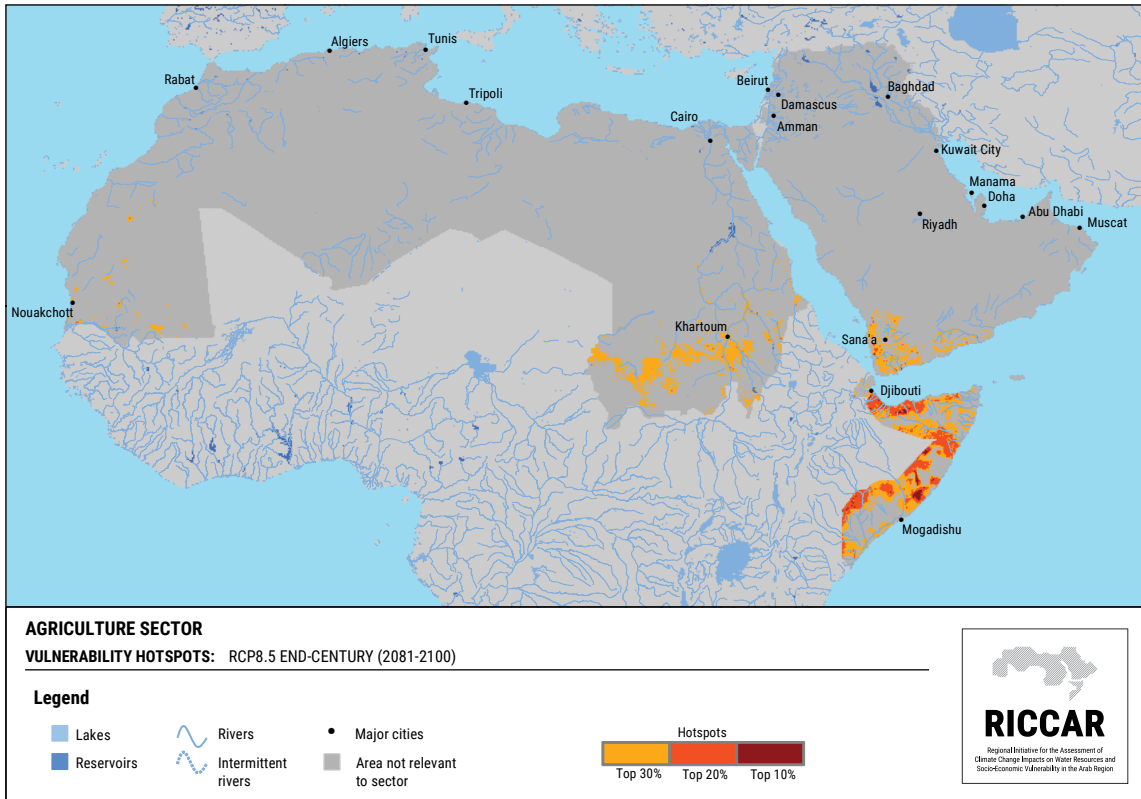 Algiers
Tunis
Rabat
Tripoli
Beirut
Baghdad
Damascus
Cairo
Amman
Kuwait City
Manama
Doha
Abu Dhabi
Riyadh
Muscat
Nouakchott
Khartoum
Sana'a
Djibouti
Mogadishu
AGRICULTURE SECTOR
VULNERABILITY HOTSPOTS: RCP8.5 END-CENTURY (2081-2100)
Legend
Lakes
Reservoirs
Rivers
Intermittent
rivers
Major cities
Area not relevant
to sector
Hotspots
Top 30% Top 20% Top 10%
RICCAR
Regional Initiative for the Assessment of
Climate Change Impacts on Water Resources and
Socio-Economic Vulnerability in the Arab Region